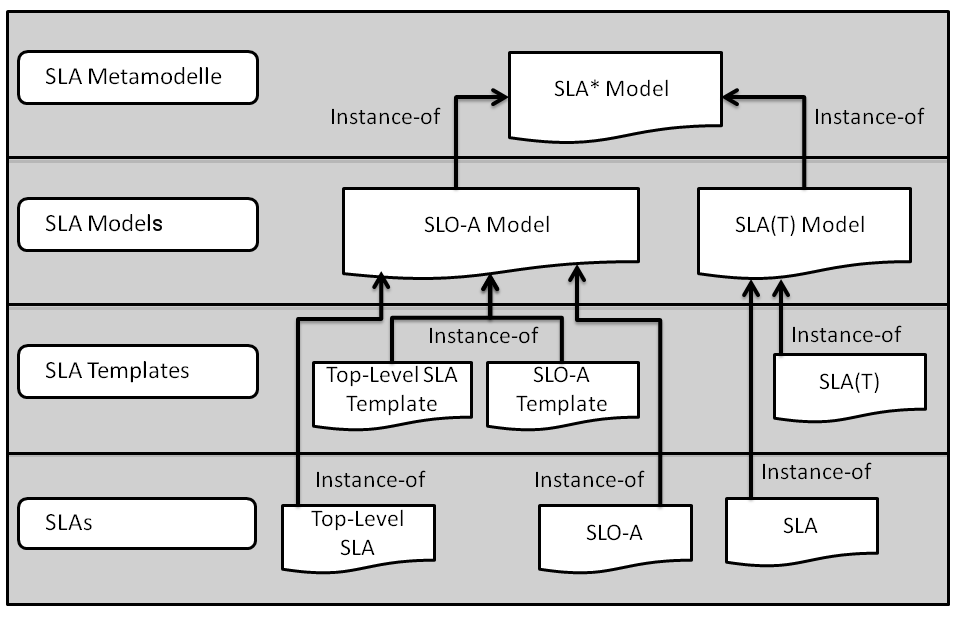 SLA Metamodelle
SLA* Model
Instance-of
Instance-of
SLA Models
SLO-A Model
SLA(T) Model
Instance-of
Instance-of
SLA Templates
Top-Level SLA
Template
SLO-A
Template
SLA(T)
Instance-of
Instance-of
Instance-of
SLAs
Top-Level
SLA
SLO-A
SLA